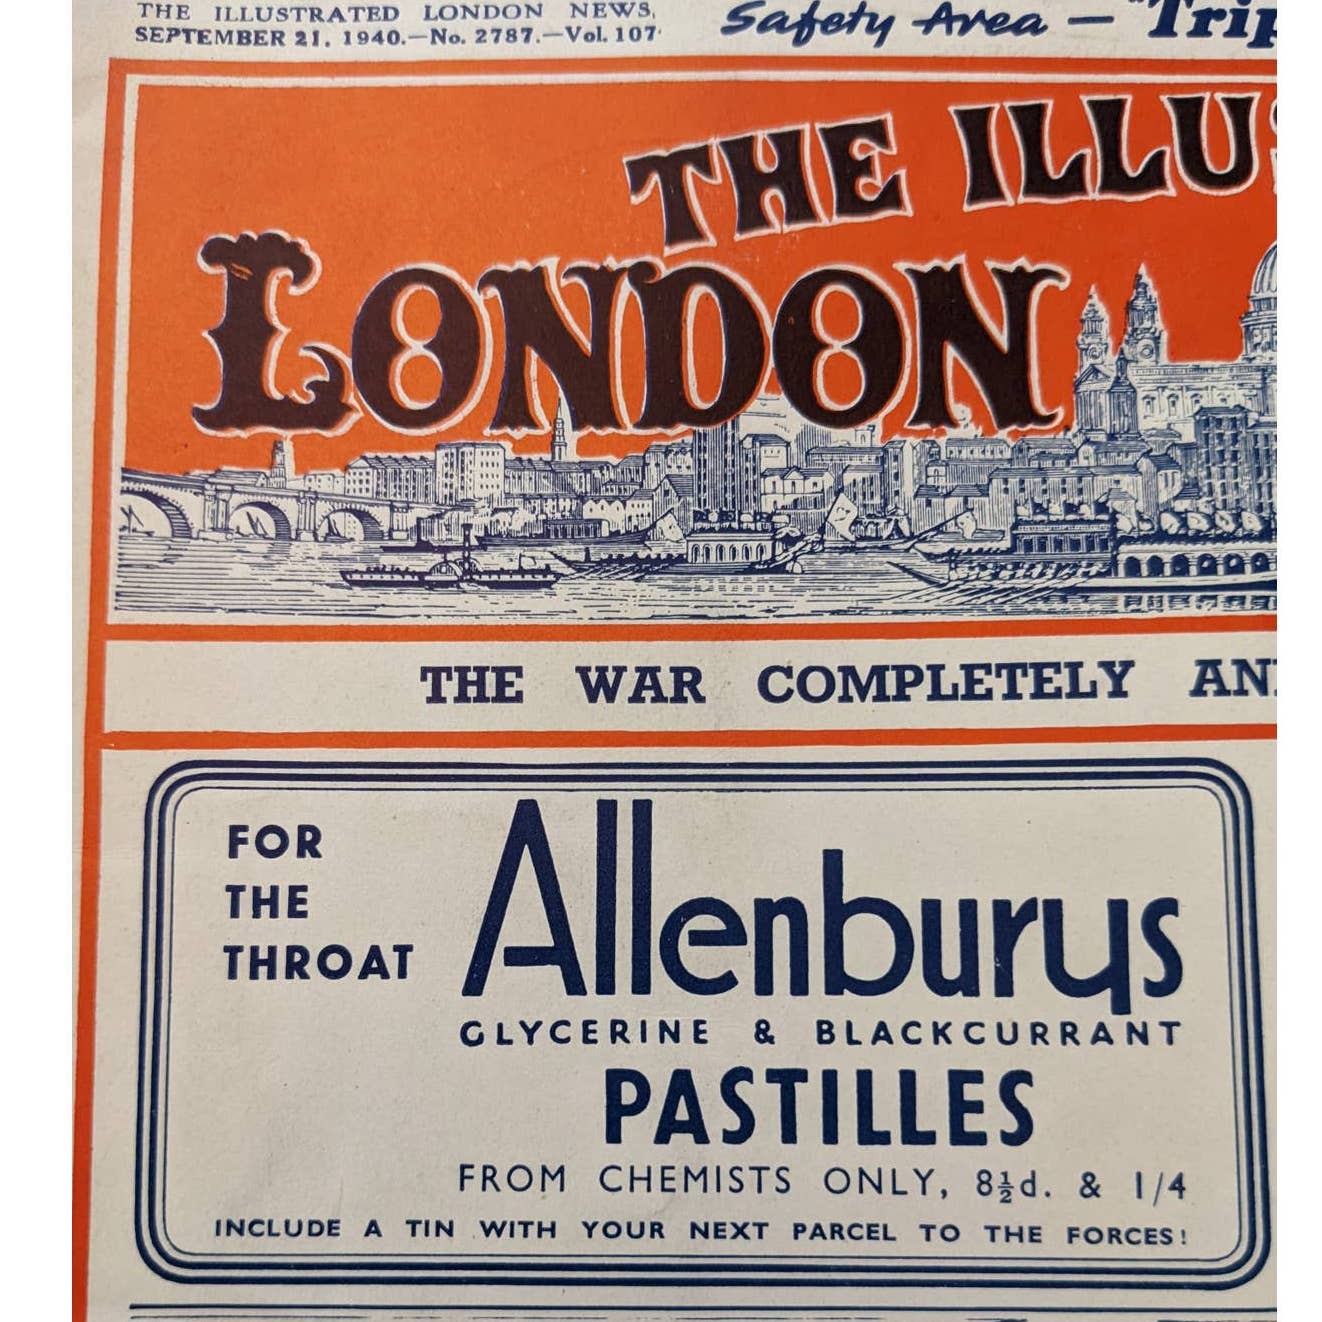 THE ILLUSTRATED LONDON NEWS,
SEPTEMBER 21, 1940.—No. 2787.—Vol. 107
Safety Area — "Trip
THE ILLUS
LONDON
THE WAR COMPLETELY AN
FOR
THE
THROAT
Allenburys
GLYCERINE & BLACKCURRANT
PASTILLES
FROM CHEMISTS ONLY, 8½d. & 1/4
INCLUDE A TIN WITH YOUR NEXT PARCEL TO THE FORCES!